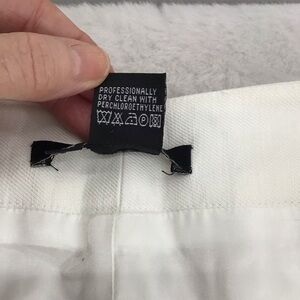 PROFESSIONALLY
DRY CLEAN WITH
PERCHLOROETHYLENE
P